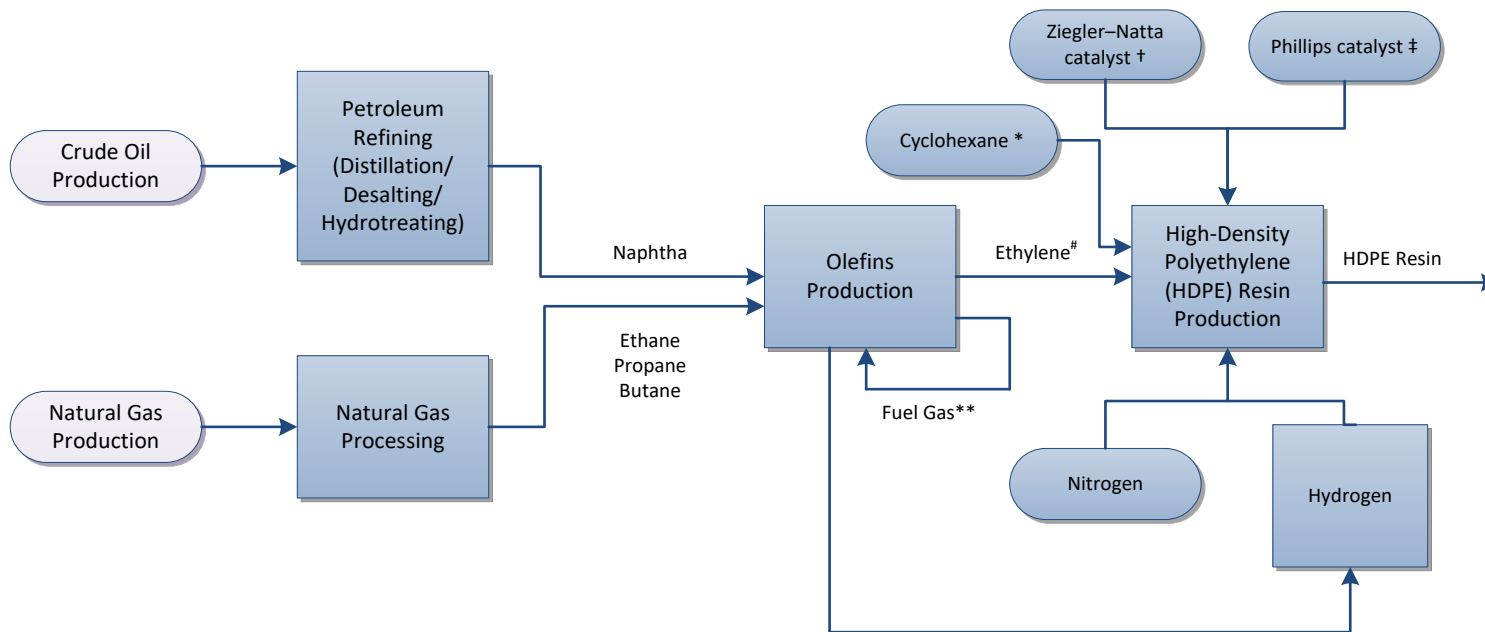 Ziegler–Natta
catalyst †
Phillips catalyst ‡
Cyclohexane *
Crude Oil
Production
Petroleum
Refining
(Distillation/
Desalting/
Hydrotreating)
Naphtha
Olefins
Production
Ethylene#
High-Density
Polyethylene
(HDPE) Resin
Production
HDPE Resin
Ethane
Propane
Butane
Fuel Gas**
Natural Gas
Production
Natural Gas
Processing
Nitrogen
Hydrogen